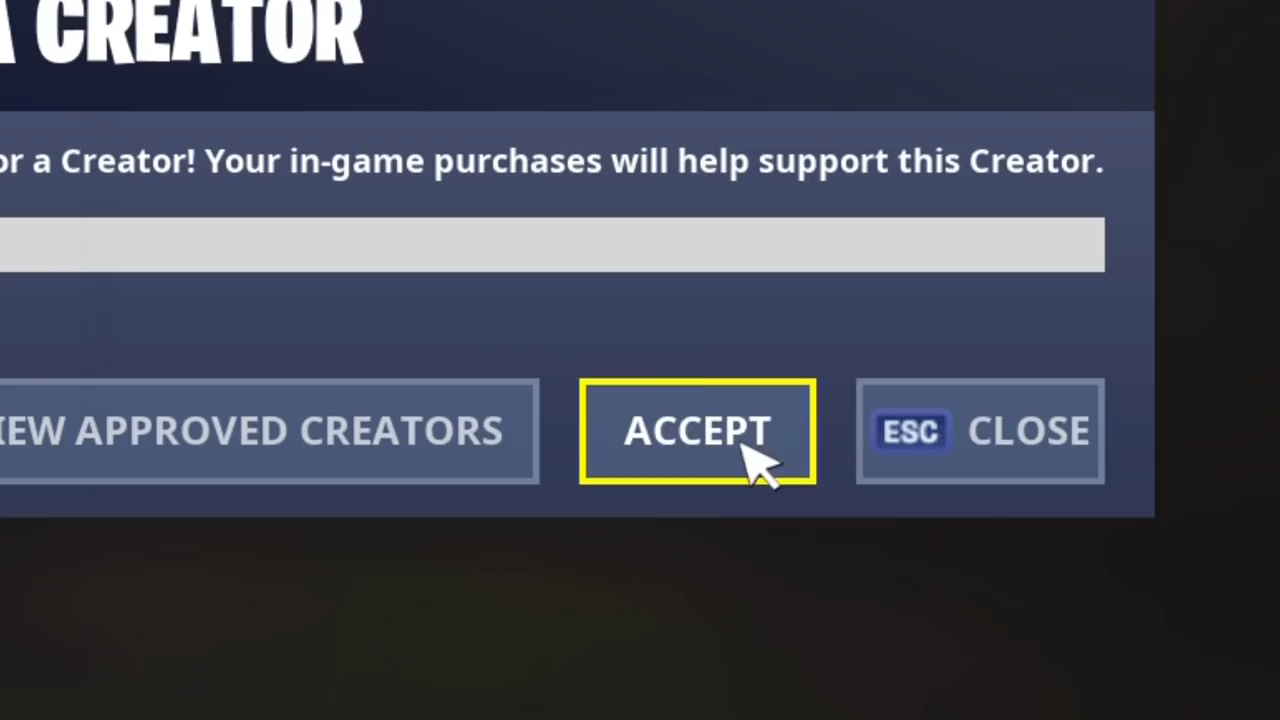 A CREATOR
or a Creator! Your in-game purchases will help support this Creator.
IEW APPROVED CREATORS
ACCEPT
ESC CLOSE